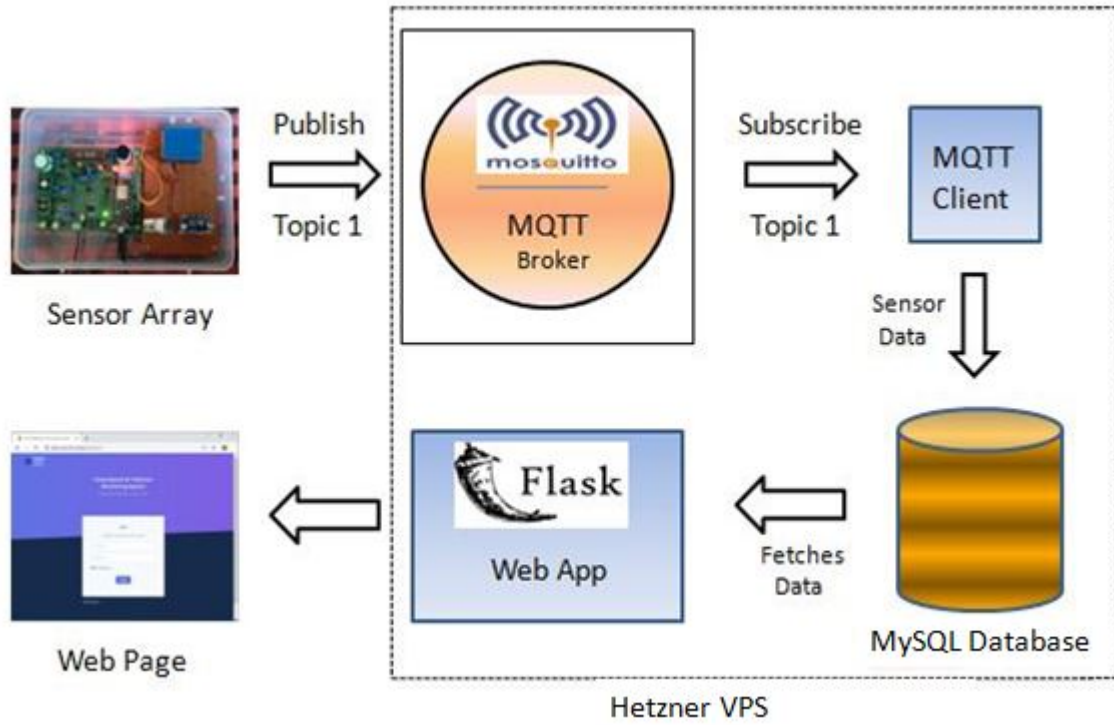 Publish
Topic 1
mosquitto
MQTT
Broker
Subscribe
Topic 1
MQTT
Client
Sensor Array
Sensor
Data
Flask
Web App
Fetches
Data
Web Page
MySQL Database
Hetzner VPS